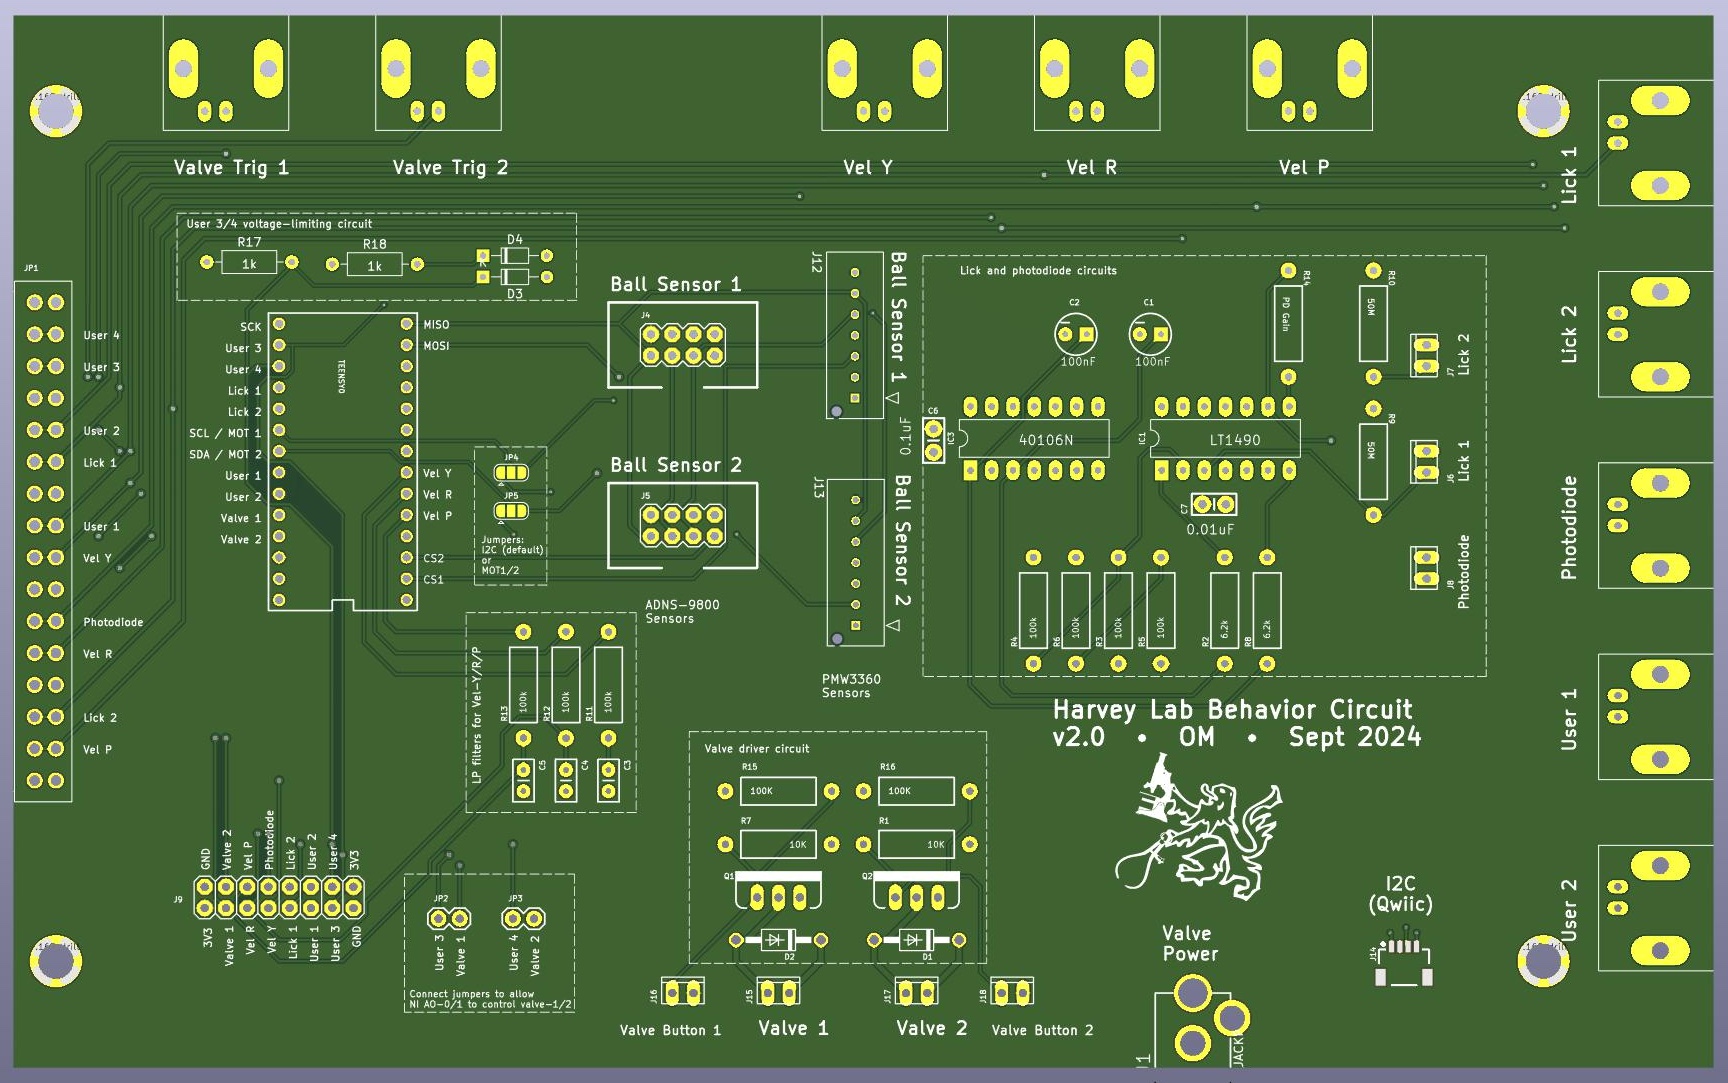 Valve Trig 1
Valve Trig 2
Vel Y
Vel R
Vel P
Lick 1
Lick 2
Photodiode
User 1
User 2
User 3/4 voltage-limiting circuit
R17
1k
R18
1k
D4
K
D3
JP1
User 4
User 3
User 2
Lick 1
User 1
Vel Y
Photodiode
Vel R
Lick 2
Vel P
SCK
User 3
User 4
Lick 1
Lick 2
SCL / MOT 1
SDA / MOT 2
User 1
User 2
Valve 1
Valve 2
TEENSYO
MISO
MOSI
Vel Y
Vel R
Vel P
CS2
CS1
JP4
JP5
Jumpers:
I2C (default)
or
MOT1/2
Ball Sensor 1
J4
Ball Sensor 2
J5
ADNS-9800
Sensors
J12
Ball Sensor 1
J13
Ball Sensor 2
PMW3360
Sensors
Lick and photodiode circuits
C2
100nF
C1
100nF
R14
PD Gain
R10
50M
J7
Lick 2
C6
0.1uF
IC3
40106N
IC1
LT1490
R9
50M
J6
Lick 1
C7
0.01uF
J8
Photodiode
R4
100k
R6
100k
R3
100k
R5
100k
R2
6.2k
R8
6.2k
LP filters for Vel-Y/R/P
R13
100k
R12
100k
R11
100k
C5
C4
C3
Harvey Lab Behavior Circuit
v2.0 • OM • Sept 2024
Valve driver circuit
R15
100K
R16
100K
R7
10K
R1
10K
Q1
Q2
D2
D1
J16
J15
J17
J18
Valve Button 1
Valve 1
Valve 2
Valve Button 2
GND
Valve 2
Vel P
Photodiode
Lick 2
User 2
User 4
3V3
J9
3V3
Valve 1
Vel R
Vel Y
Lick 1
User 1
User 3
GND
JP2
JP3
User 3
Valve 1
User 4
Valve 2
Connect jumpers to allow
NI AO-0/1 to control valve-1/2
Valve
Power
JACK
I2C
(Qwiic)
J14